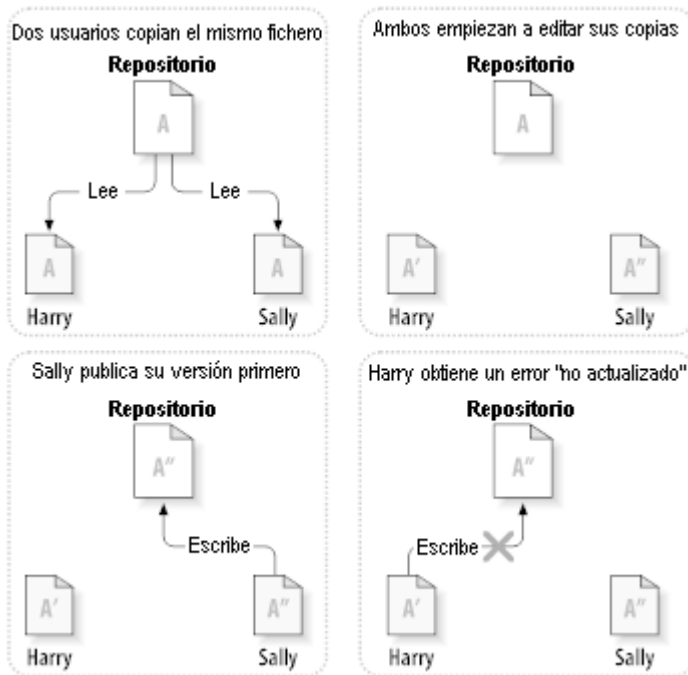 Dos usuarios copian el mismo fichero
Repositorio
A
Lee Lee
A A
Harry Sally
Ambos empiezan a editar sus copias
Repositorio
A
A' A"
Harry Sally
Sally publica su versión primero
Repositorio
A"
Escribe
A' A"
Harry Sally
Harry obtiene un error "no actualizado"
Repositorio
A"
Escribe
A' A"
Harry Sally